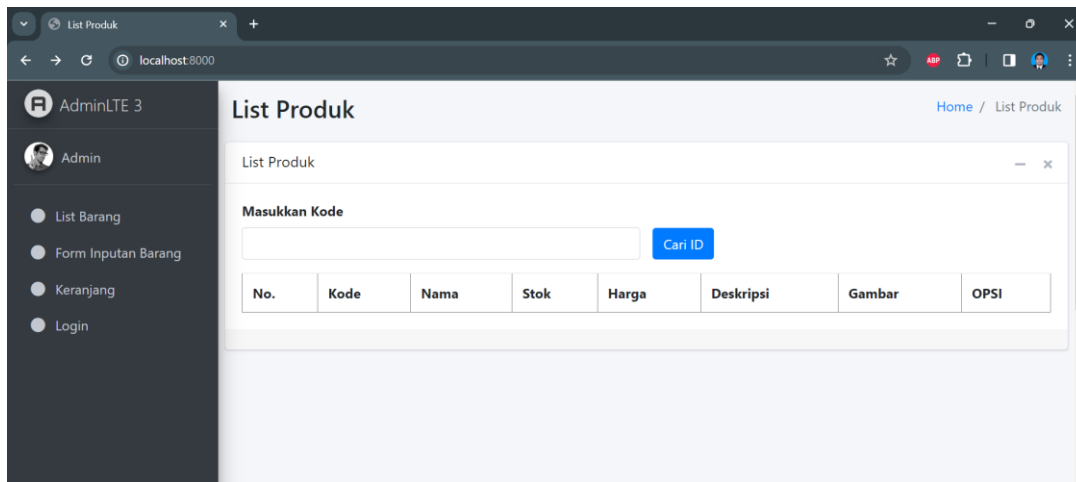 List Produk
localhost:8000
ABP
AdminLTE 3
Admin
List Barang
Form Inputan Barang
Keranjang
Login
List Produk
Home / List Produk
List Produk
Masukkan Kode
Cari ID
No. Kode Nama Stok Harga Deskripsi Gambar OPSI